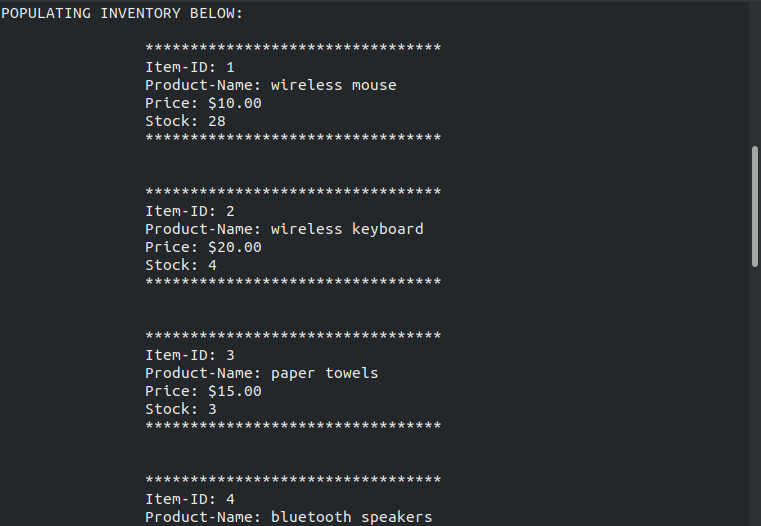 POPULATING INVENTORY BELOW:
*********************************
Item-ID: 1
Product-Name: wireless mouse
Price: $10.00
Stock: 28
*********************************
*********************************
Item-ID: 2
Product-Name: wireless keyboard
Price: $20.00
Stock: 4
*********************************
*********************************
Item-ID: 3
Product-Name: paper towels
Price: $15.00
Stock: 3
*********************************
*********************************
Item-ID: 4
Product-Name: bluetooth speakers